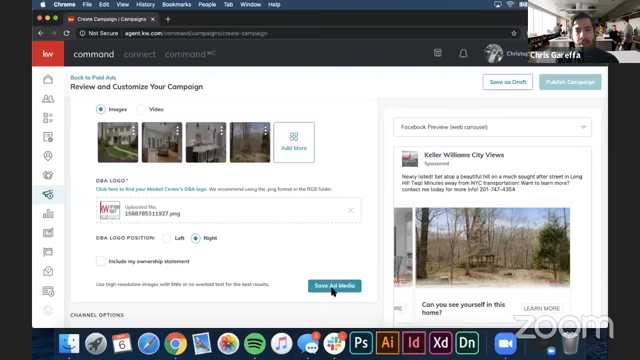 Chrome File Edit View History Bookmarks People Tab Window Help
Create Campaign | Campaigns
Not Secure | agent.kw.com/command/campaigns/create-campaign
kw command connect command MC
Chris Gareffa
Back to Paid Ads
Review and Customize Your Campaign
Save as Draft
Publish Campaign
Images Video
Add More
DBA LOGO*
Click here to find your Market Center's DBA logo. We recommend using the .png format in the RGB folder.
Uploaded file:
1588785311927.png
DBA LOGO POSITION: Left Right
Include my ownership statement
Use high-resolution images with little or no overlaid text for the best results.
Save Ad Media
CHANNEL OPTIONS
Facebook Preview (web carousel)
Keller Williams City Views
Sponsored
Newly listed! Set atop a beautiful hill on a much sought after street in Long
Hill Twp! Minutes away from NYC transportation! Want to learn more?
contact me today for more info! 201-747-4354
Can you see yourself in this
home?
LEARN MORE
zoom